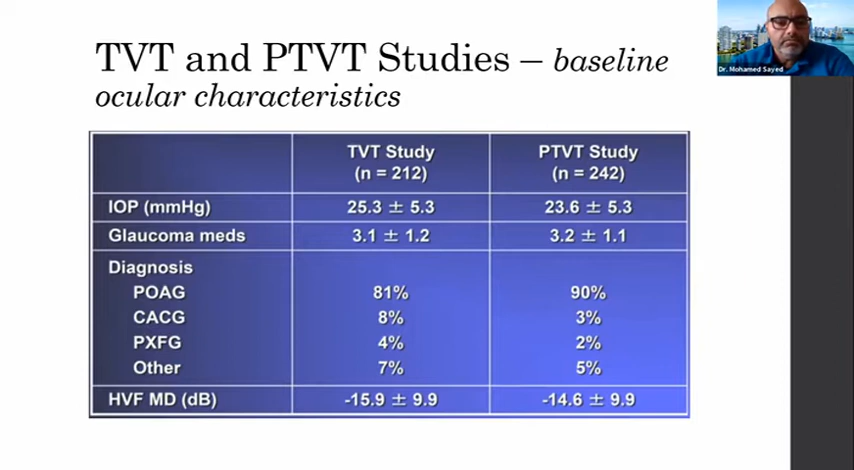 TVT and PTVT Studies – baseline
ocular characteristics
Dr. Mohamed Sayed
TVT Study PTVT Study
(n = 212) (n = 242)
IOP (mmHg) 25.3 ± 5.3 23.6 ± 5.3
Glaucoma meds 3.1 ± 1.2 3.2 ± 1.1
Diagnosis
POAG 81% 90%
CACG 8% 3%
PXFG 4% 2%
Other 7% 5%
HVF MD (dB) -15.9 ± 9.9 -14.6 ± 9.9